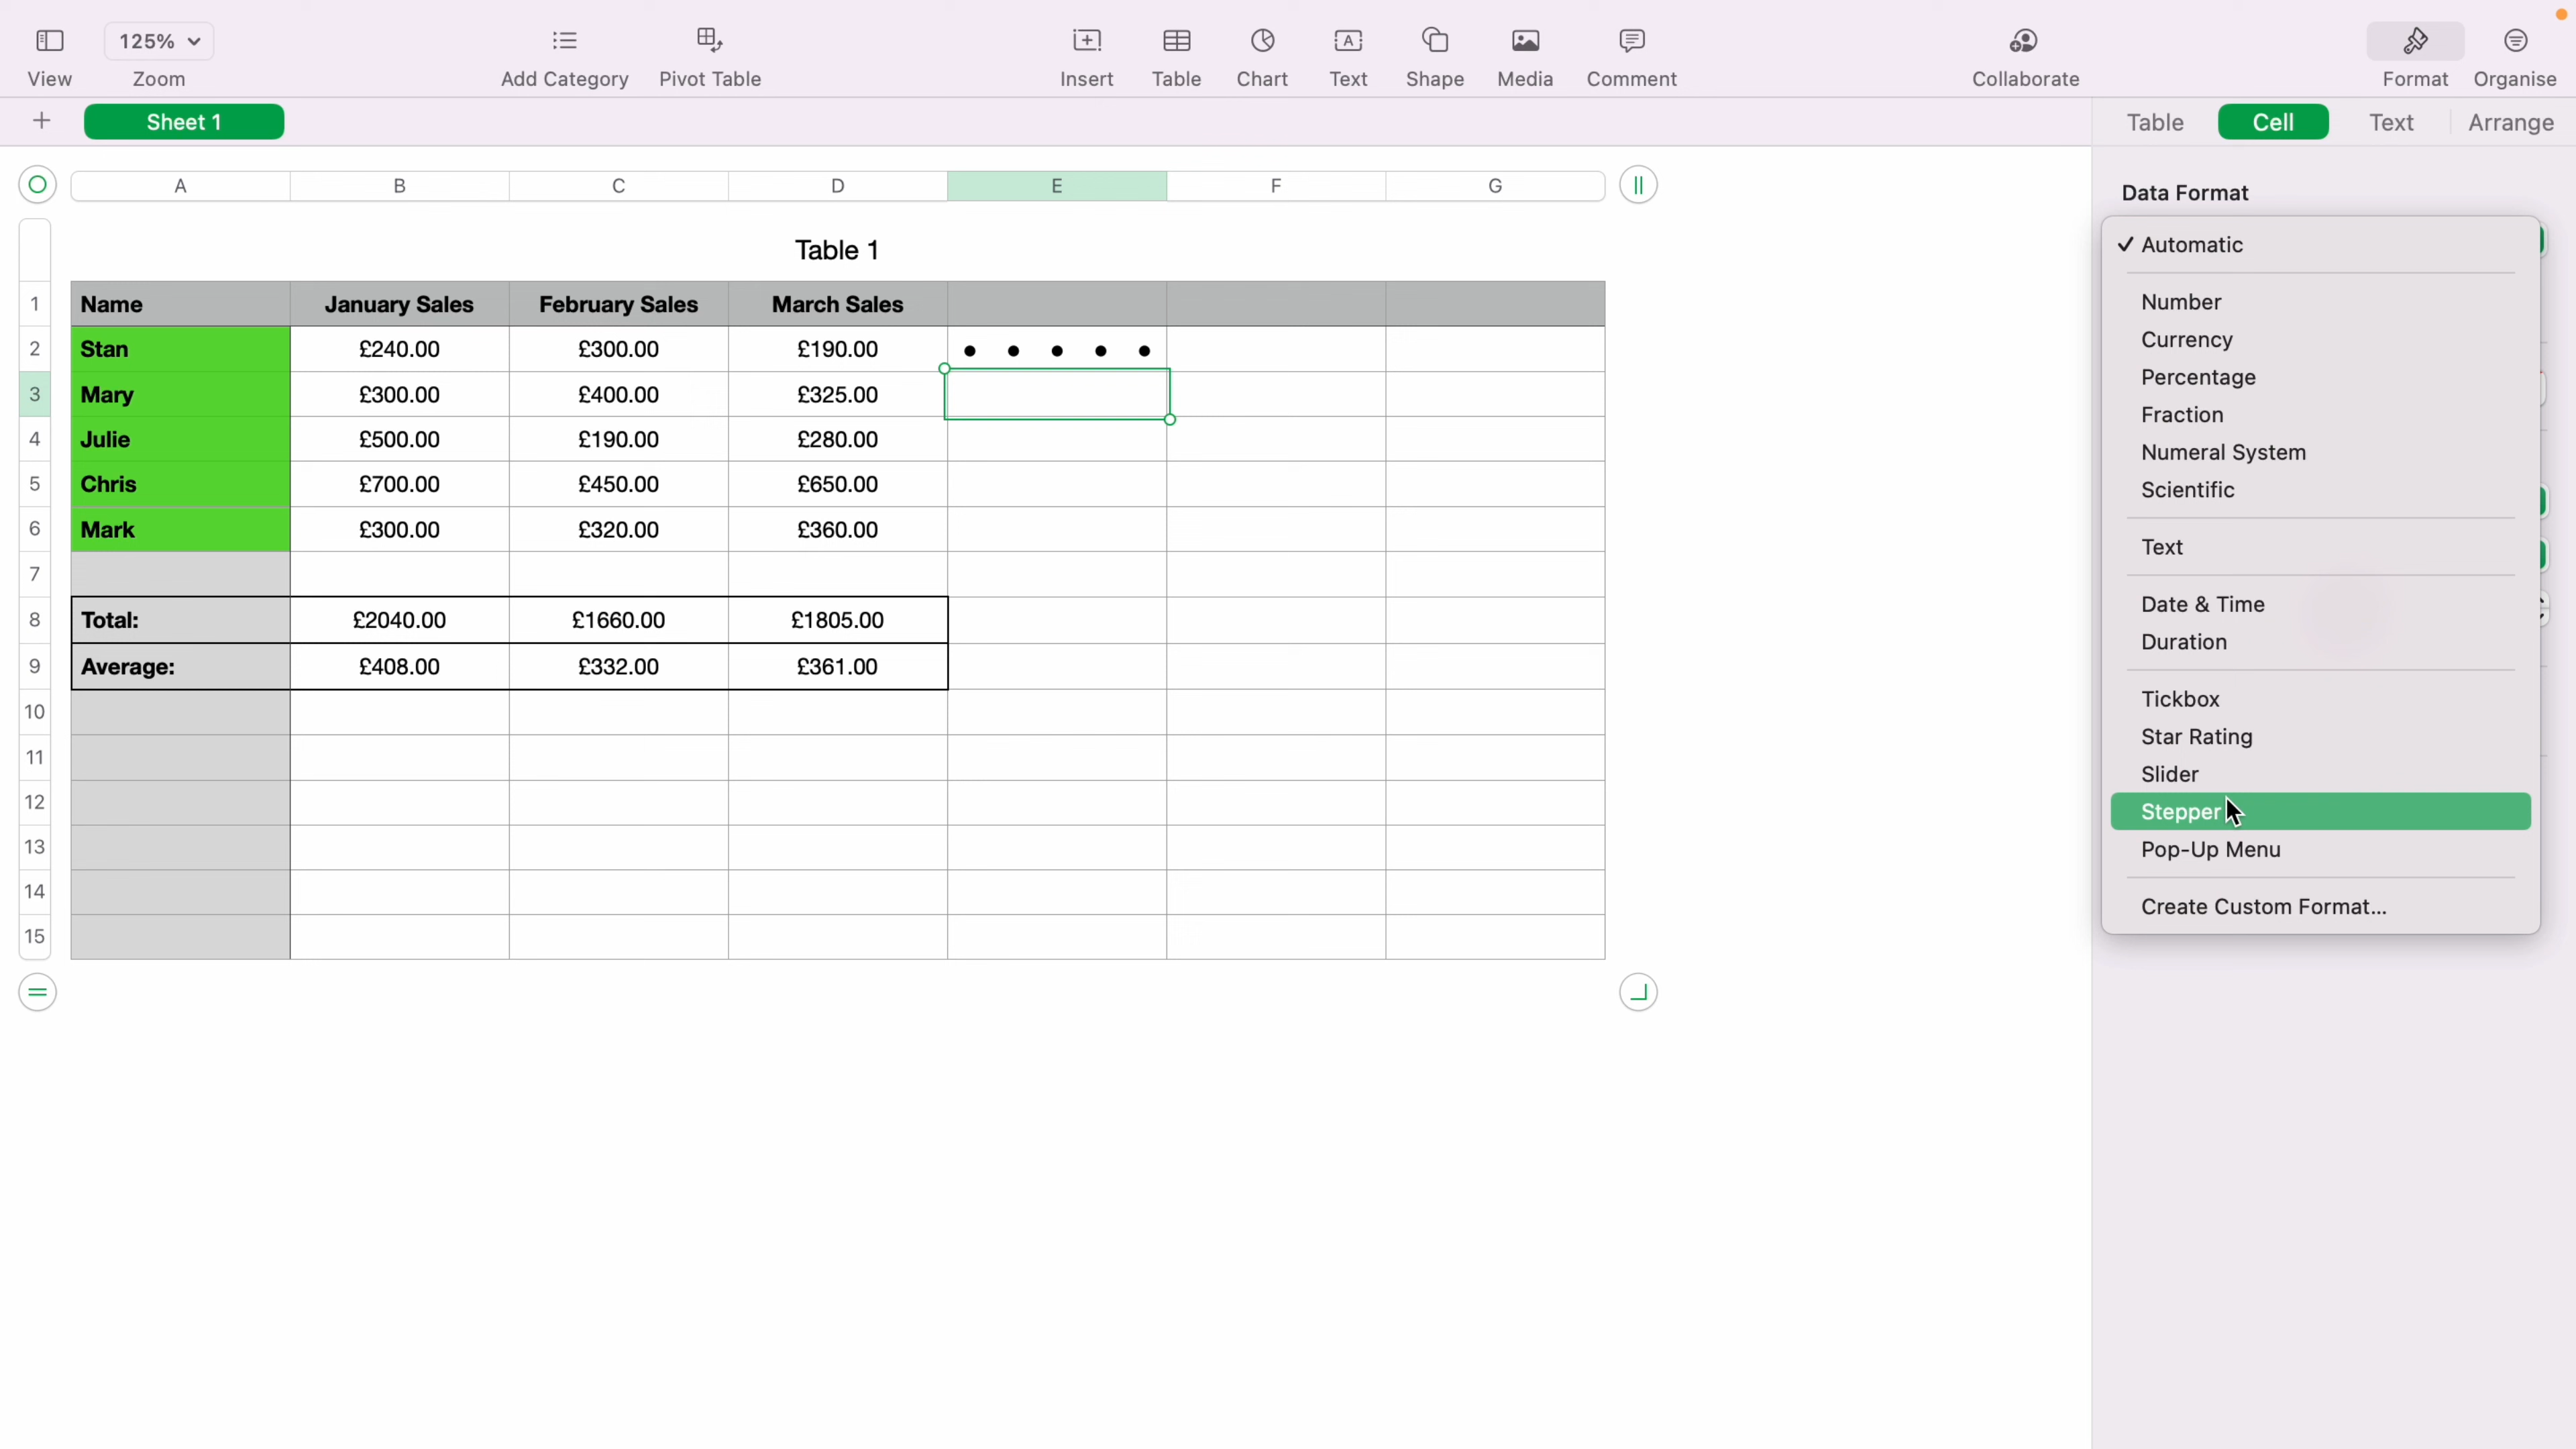 125%
View
Zoom
Add Category
Pivot Table
Insert
Table
Chart
Text
Shape
Media
Comment
Collaborate
Format
Organise
Sheet 1
Table
Cell
Text
Arrange
A B C D E F G
Table 1
1 Name January Sales February Sales March Sales
2 Stan £240.00 £300.00 £190.00
3 Mary £300.00 £400.00 £325.00
4 Julie £500.00 £190.00 £280.00
5 Chris £700.00 £450.00 £650.00
6 Mark £300.00 £320.00 £360.00
7
8 Total: £2040.00 £1660.00 £1805.00
9 Average: £408.00 £332.00 £361.00
10
11
12
13
14
15
Data Format
✓ Automatic
Number
Currency
Percentage
Fraction
Numeral System
Scientific
Text
Date & Time
Duration
Tickbox
Star Rating
Slider
Stepper
Pop-Up Menu
Create Custom Format...